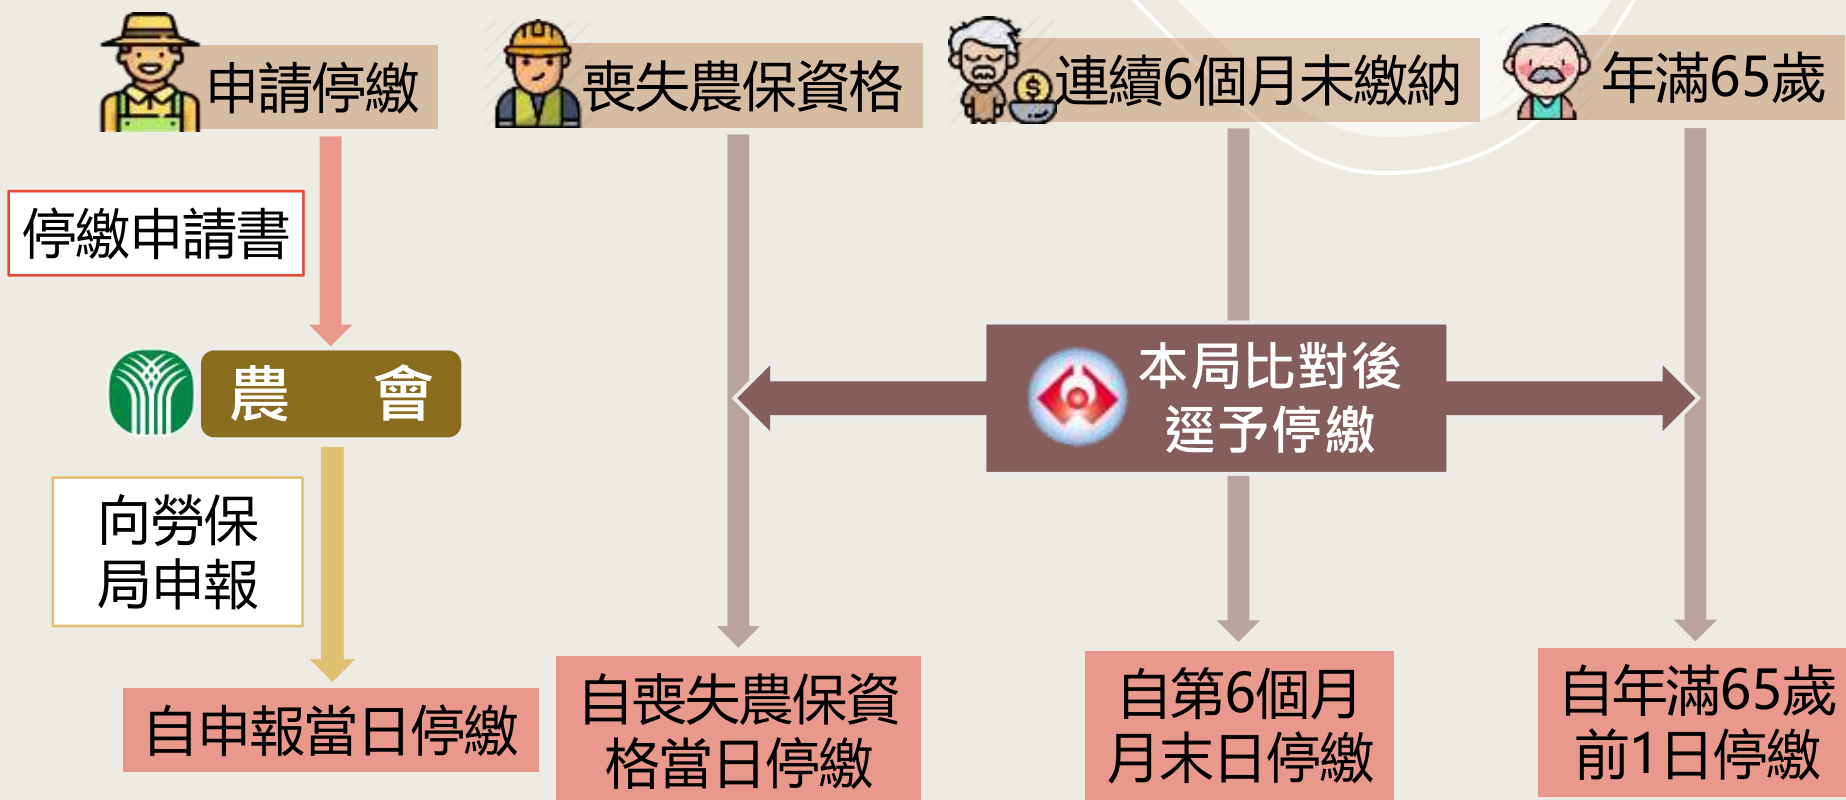 申請停繳
喪失農保資格
連續6個月未繳納
年滿65歲
停繳申請書
農 會
本局比對後
逕予停繳
向勞保
局申報
自申報當日停繳
自喪失農保資
格當日停繳
自第6個月
月末日停繳
自年滿65歲
前1日停繳